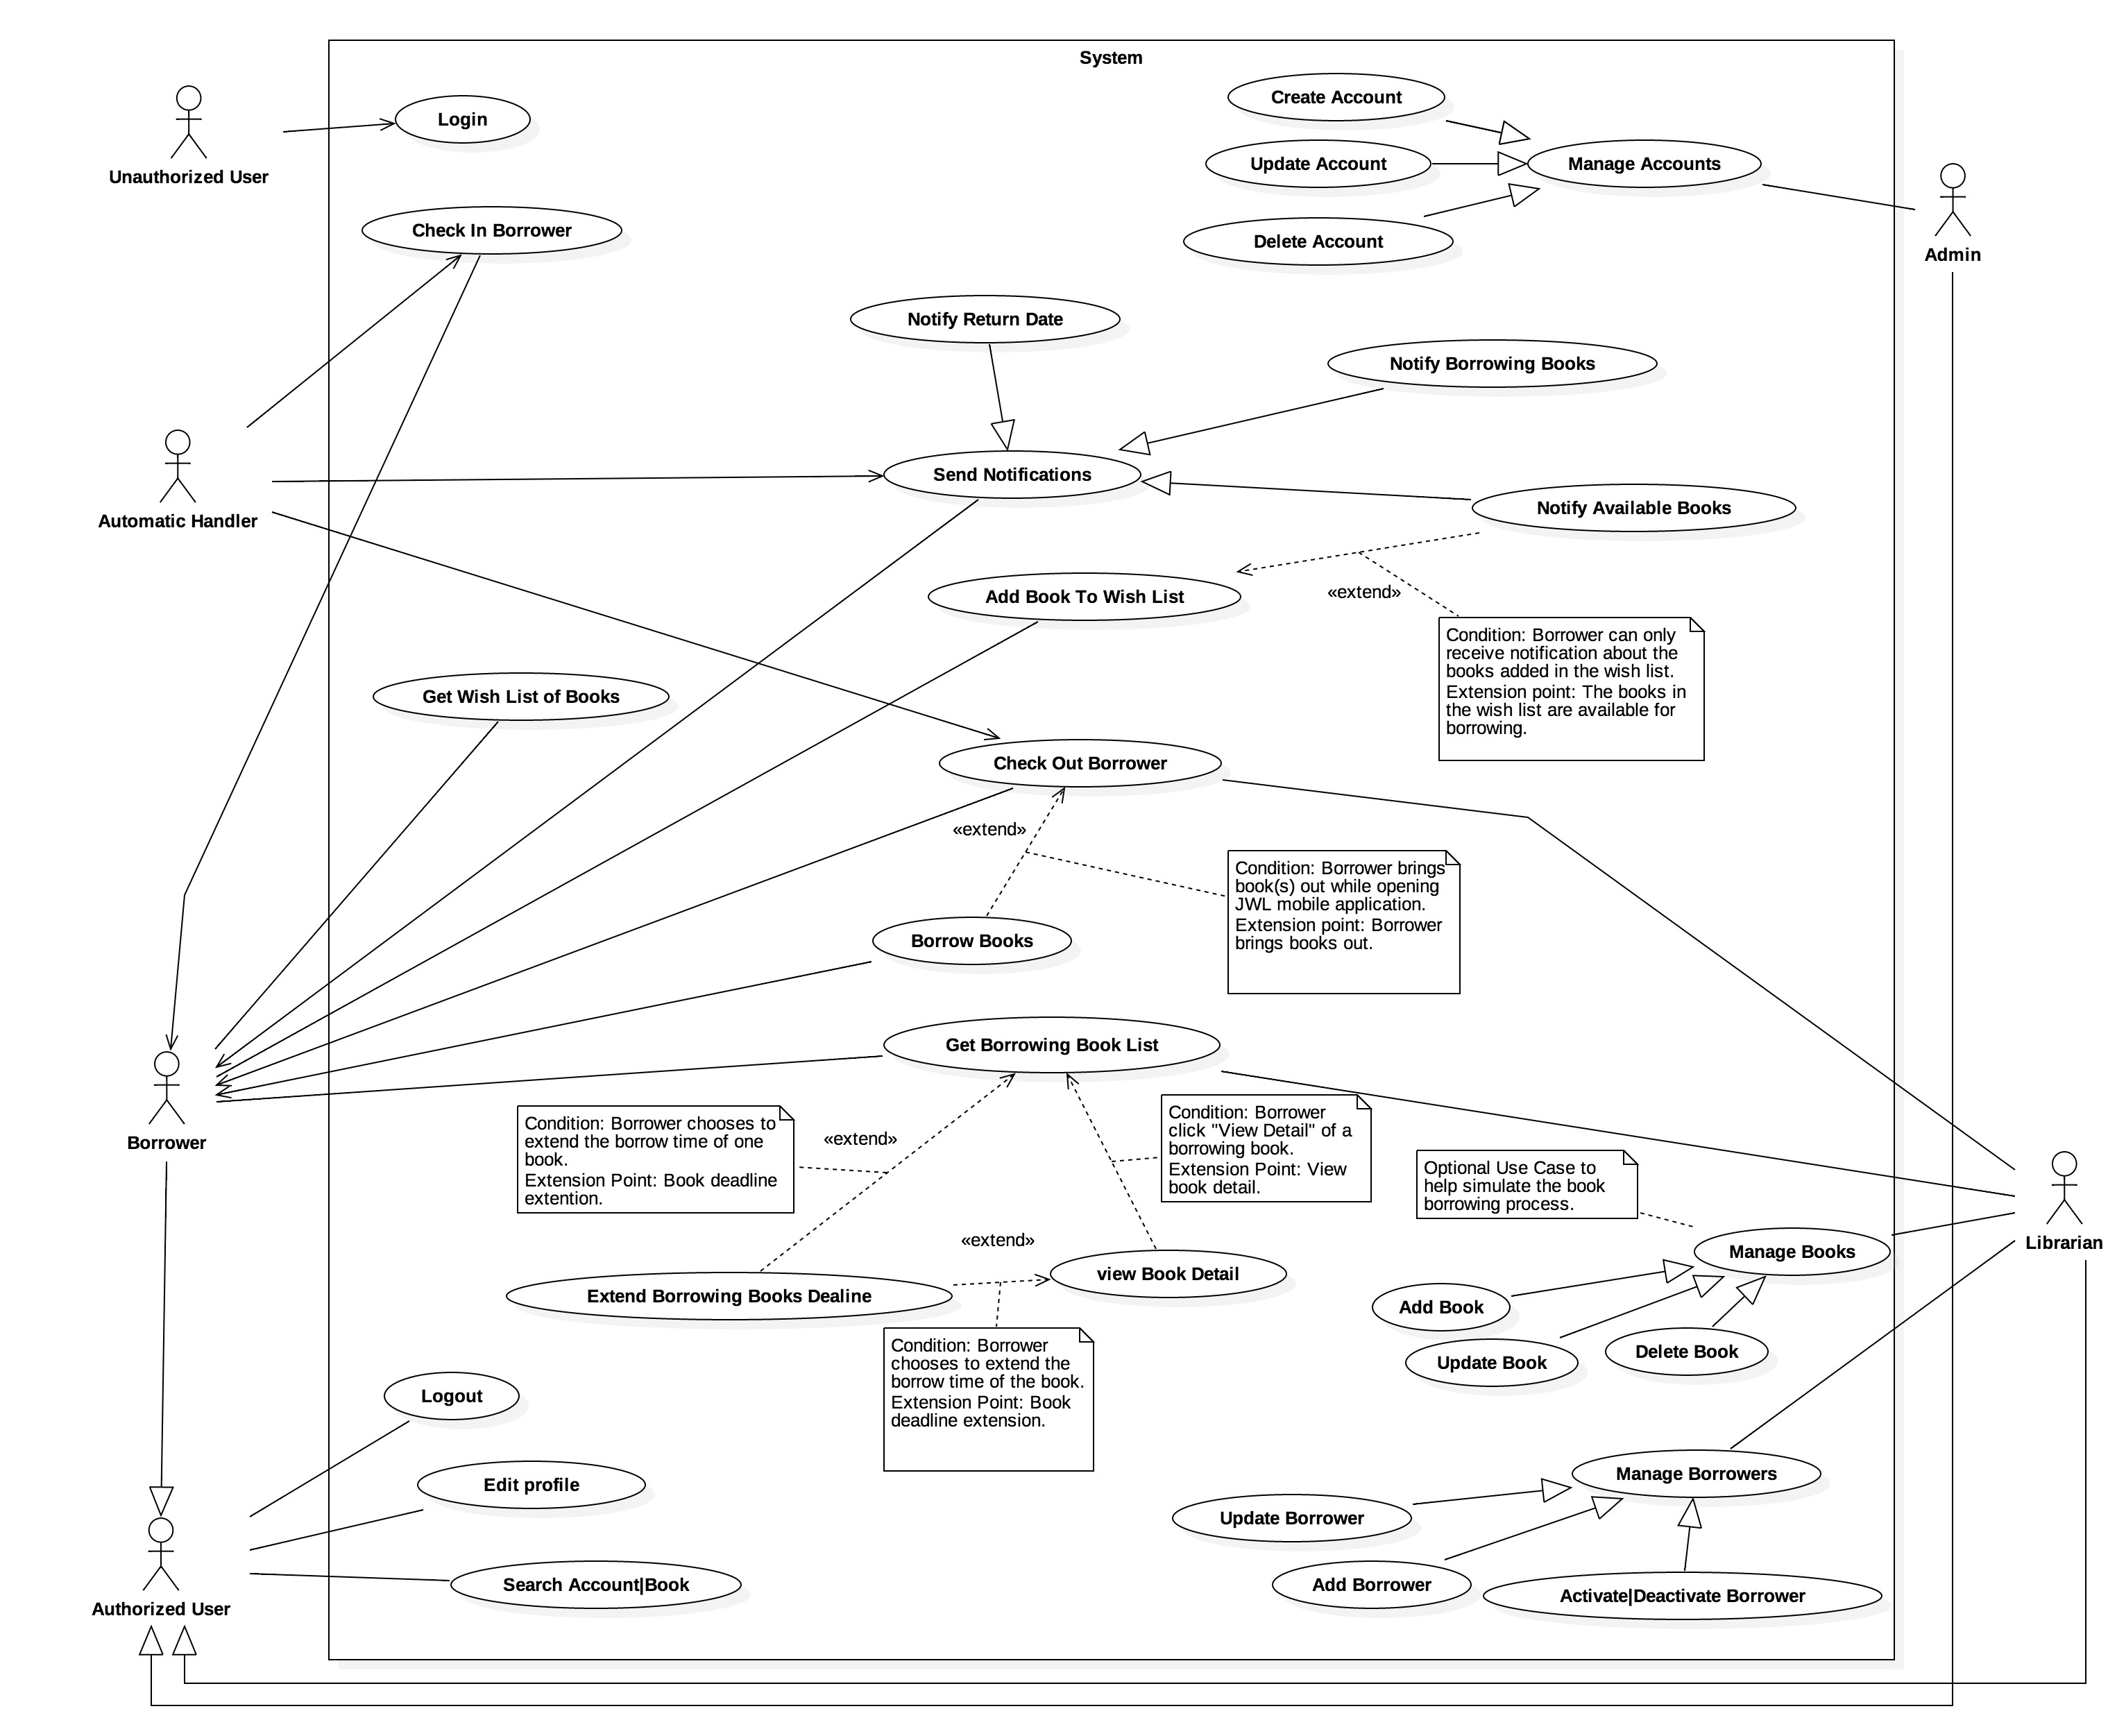 System
Create Account
Login
Unauthorized User
Update Account
Manage Accounts
Check In Borrower
Delete Account
Admin
Notify Return Date
Notify Borrowing Books
Send Notifications
Notify Available Books
Automatic Handler
Add Book To Wish List
«extend»
Condition: Borrower can only
receive notification about the
books added in the wish list.
Extension point: The books in
the wish list are available for
borrowing.
Get Wish List of Books
Check Out Borrower
«extend»
Condition: Borrower brings
book(s) out while opening
JWL mobile application.
Extension point: Borrower
brings books out.
Borrow Books
Get Borrowing Book List
Borrower
Condition: Borrower chooses to
extend the borrow time of one
book.
Extension Point: Book deadline
extention.
«extend»
Condition: Borrower
click "View Detail" of a
borrowing book.
Extension Point: View
book detail.
Optional Use Case to
help simulate the book
borrowing process.
Librarian
«extend»
Manage Books
view Book Detail
Extend Borrowing Books Dealine
Add Book
Update Book
Delete Book
Condition: Borrower
chooses to extend the
borrow time of the book.
Extension Point: Book
deadline extension.
Logout
Edit profile
Manage Borrowers
Update Borrower
Search Account|Book
Add Borrower
Activate|Deactivate Borrower
Authorized User